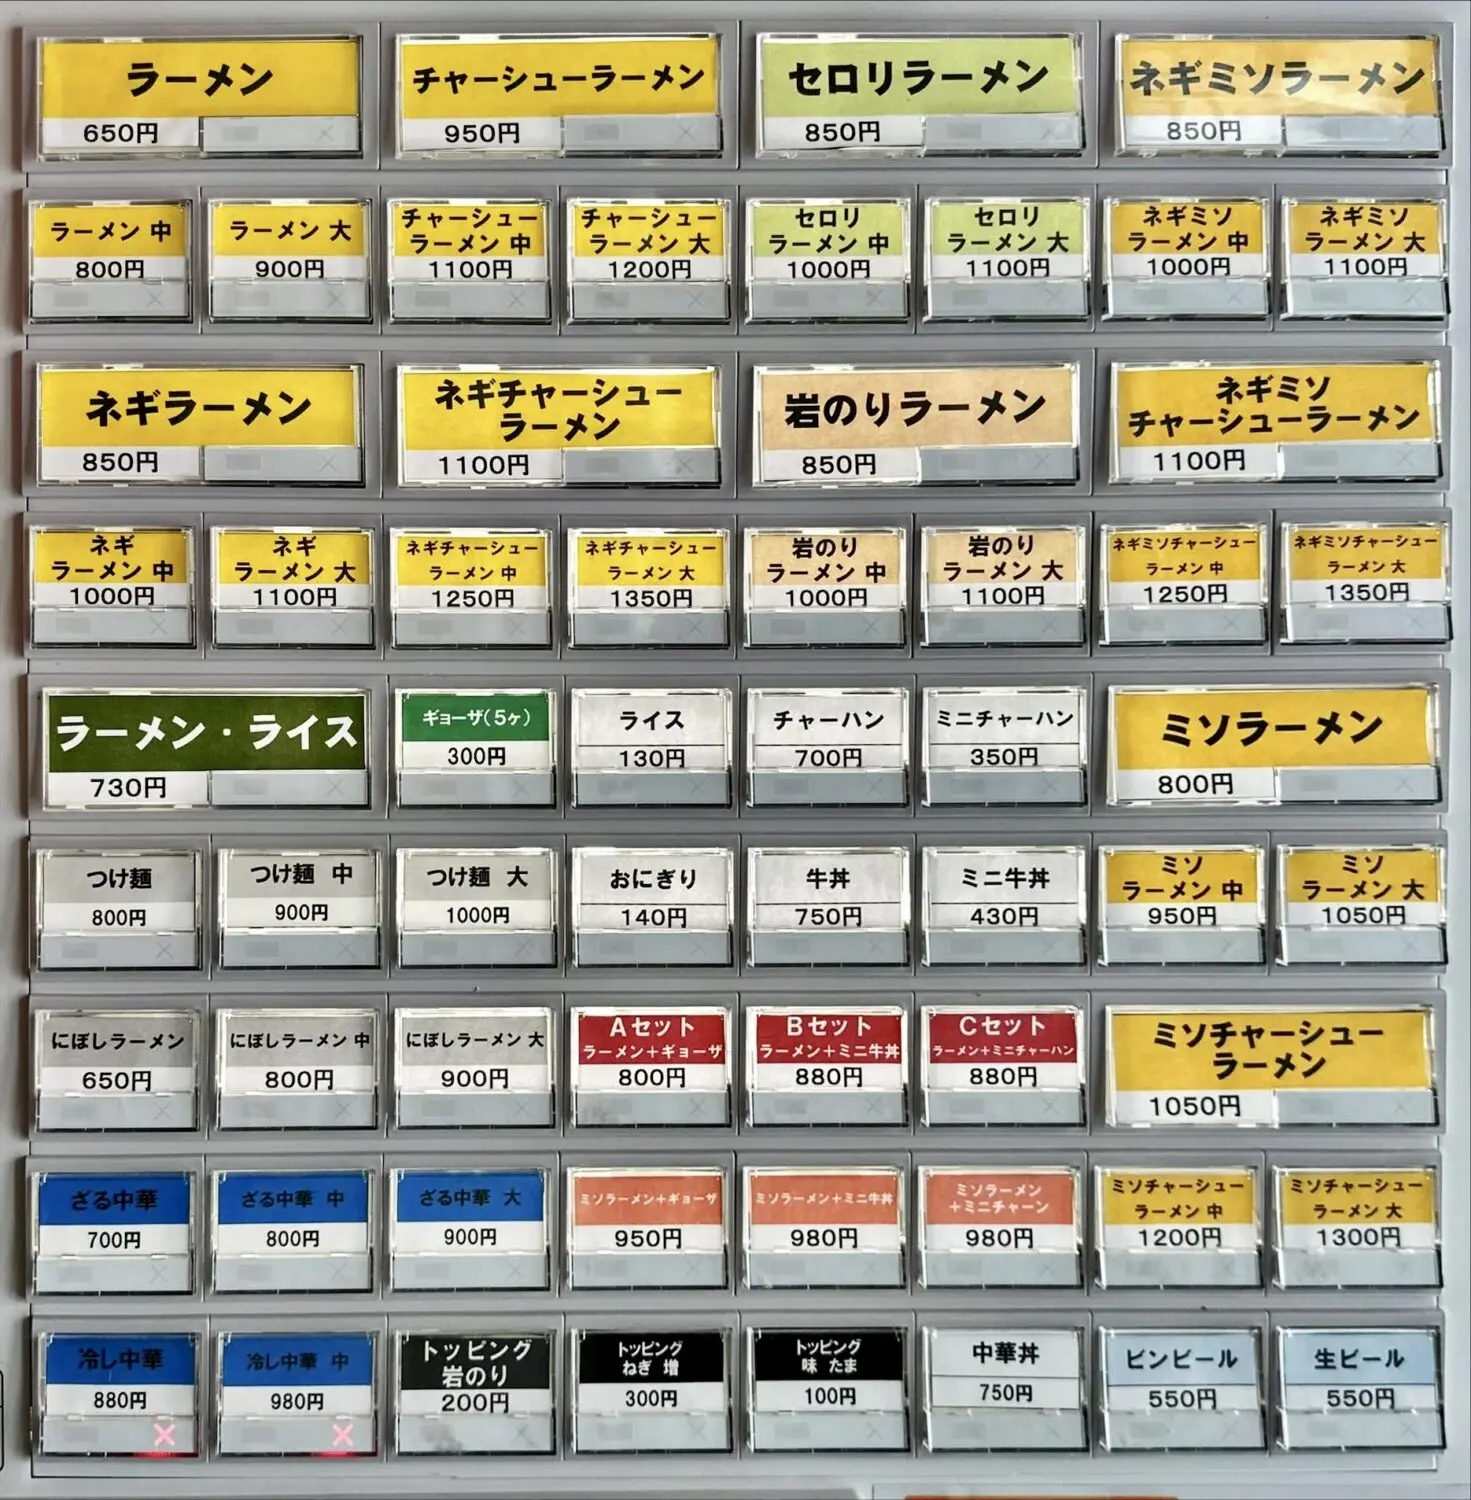 ラーメン
650円
チャーシューラーメン
950円
セロリラーメン
850円
ネギミソラーメン
850円
ラーメン 中
800円
ラーメン 大
900円
チャーシュー
ラーメン 中
1100円
チャーシュー
ラーメン 大
1200円
セロリ
ラーメン 中
1000円
セロリ
ラーメン 大
1100円
ネギミソ
ラーメン 中
1000円
ネギミソ
ラーメン 大
1100円
ネギラーメン
850円
ネギチャーシュー
ラーメン
1100円
岩のりラーメン
850円
ネギミソ
チャーシューラーメン
1100円
ネギ
ラーメン 中
1000円
ネギ
ラーメン 大
1100円
ネギチャーシュー
ラーメン 中
1250円
ネギチャーシュー
ラーメン 大
1350円
岩のり
ラーメン 中
1000円
岩のり
ラーメン 大
1100円
ネギミソチャーシュー
ラーメン 中
1250円
ネギミソチャーシュー
ラーメン 大
1350円
ラーメン・ライス
730円
ギョーザ(5ヶ)
300円
ライス
130円
チャーハン
700円
ミニチャーハン
350円
ミソラーメン
800円
つけ麺
800円
つけ麺 中
900円
つけ麺 大
1000円
おにぎり
140円
牛丼
750円
ミニ牛丼
430円
ミソ
ラーメン 中
950円
ミソ
ラーメン 大
1050円
にぼしラーメン
650円
にぼしラーメン 中
800円
にぼしラーメン 大
900円
Aセット
ラーメン+ギョーザ
800円
Bセット
ラーメン+ミニ牛丼
880円
Cセット
ラーメン+ミニチャーハン
880円
ミソチャーシュー
ラーメン
1050円
ざる中華
700円
ざる中華 中
800円
ざる中華 大
900円
ミソラーメン+ギョーザ
950円
ミソラーメン+ミニ牛丼
980円
ミソラーメン
+ミニチャーン
980円
ミソチャーシュー
ラーメン 中
1200円
ミソチャーシュー
ラーメン 大
1300円
冷し中華
880円
冷し中華 中
980円
トッピング
岩のり
200円
トッピング
ねぎ 増
300円
トッピング
味 たま
100円
中華丼
750円
ビンビール
550円
生ビール
550円